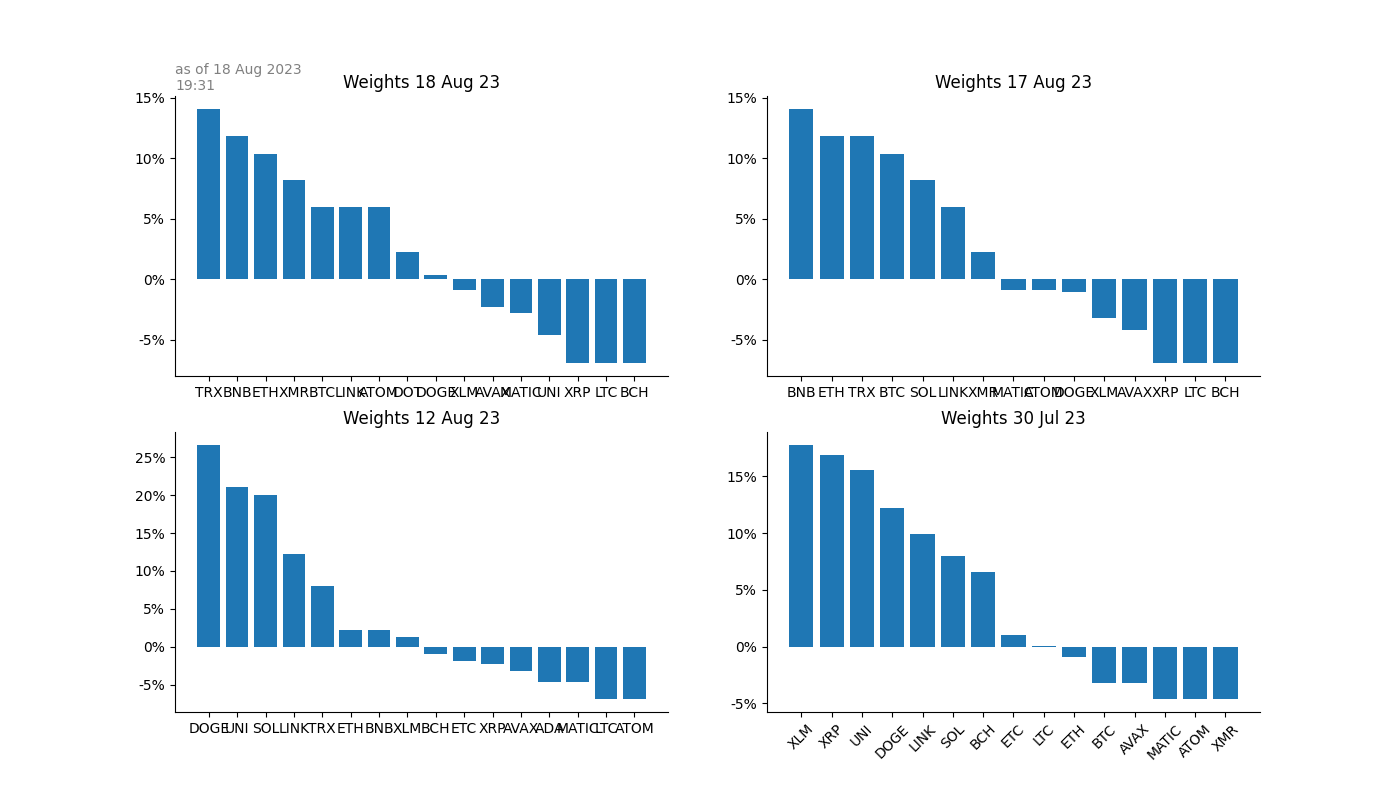 as of 18 Aug 2023
19:31
Weights 18 Aug 23
15%
10%
5%
0%
-5%
TRX BNB ETH XMR BTC LINK ATOM DOT DOGE XLM AVAX MATIC UNI XRP LTC BCH
Weights 17 Aug 23
15%
10%
5%
0%
-5%
BNB ETH TRX BTC SOL LINK XMR MATIC ATOM DOGE XLM AVAX XRP LTC BCH
Weights 12 Aug 23
25%
20%
15%
10%
5%
0%
-5%
DOGE UNI SOL LINK TRX ETH BNB XLM BCH ETC XRP AVAX ADA MATIC LTC ATOM
Weights 30 Jul 23
15%
10%
5%
0%
-5%
XLM XRP UNI DOGE LINK SOL BCH ETC LTC ETH BTC AVAX MATIC ATOM XMR